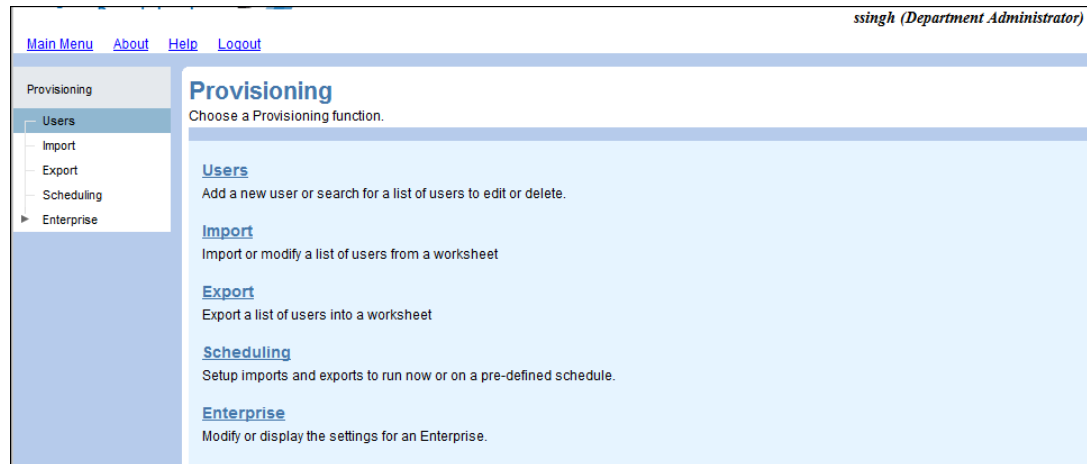 ssingh (Department Administrator)
Main Menu About Help Logout
Provisioning
Users
Import
Export
Scheduling
Enterprise
Provisioning
Choose a Provisioning function.
Users
Add a new user or search for a list of users to edit or delete.
Import
Import or modify a list of users from a worksheet
Export
Export a list of users into a worksheet
Scheduling
Setup imports and exports to run now or on a pre-defined schedule.
Enterprise
Modify or display the settings for an Enterprise.